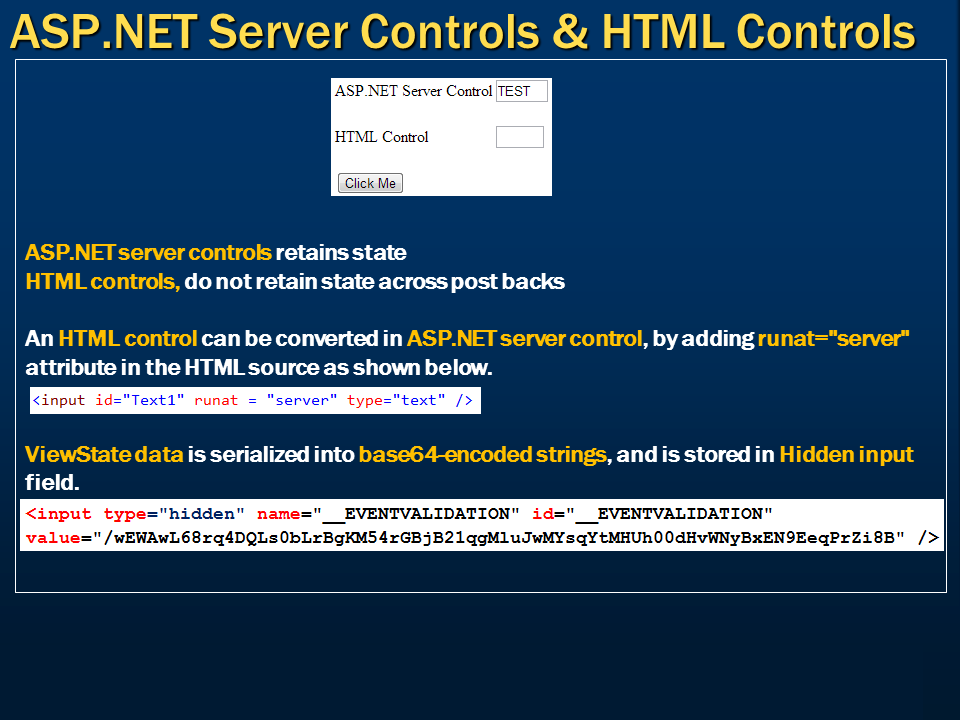 ASP.NET Server Controls & HTML Controls
ASP.NET Server Control TEST
HTML Control
Click Me
ASP.NET server controls retains state
HTML controls, do not retain state across post backs
An HTML control can be converted in ASP.NET server control, by adding runat="server"
attribute in the HTML source as shown below.
<input id="Text1" runat = "server" type="text" />
ViewState data is serialized into base64-encoded strings, and is stored in Hidden input
field.
<input type="hidden" name="__EVENTVALIDATION" id="__EVENTVALIDATION"
value="/wEWAwL68rq4DQLs0bLrBgKM54rGBjB21qgMluJwMYsqYtMHUh00dHvWNyBxEN9EeqPrZi8B" />